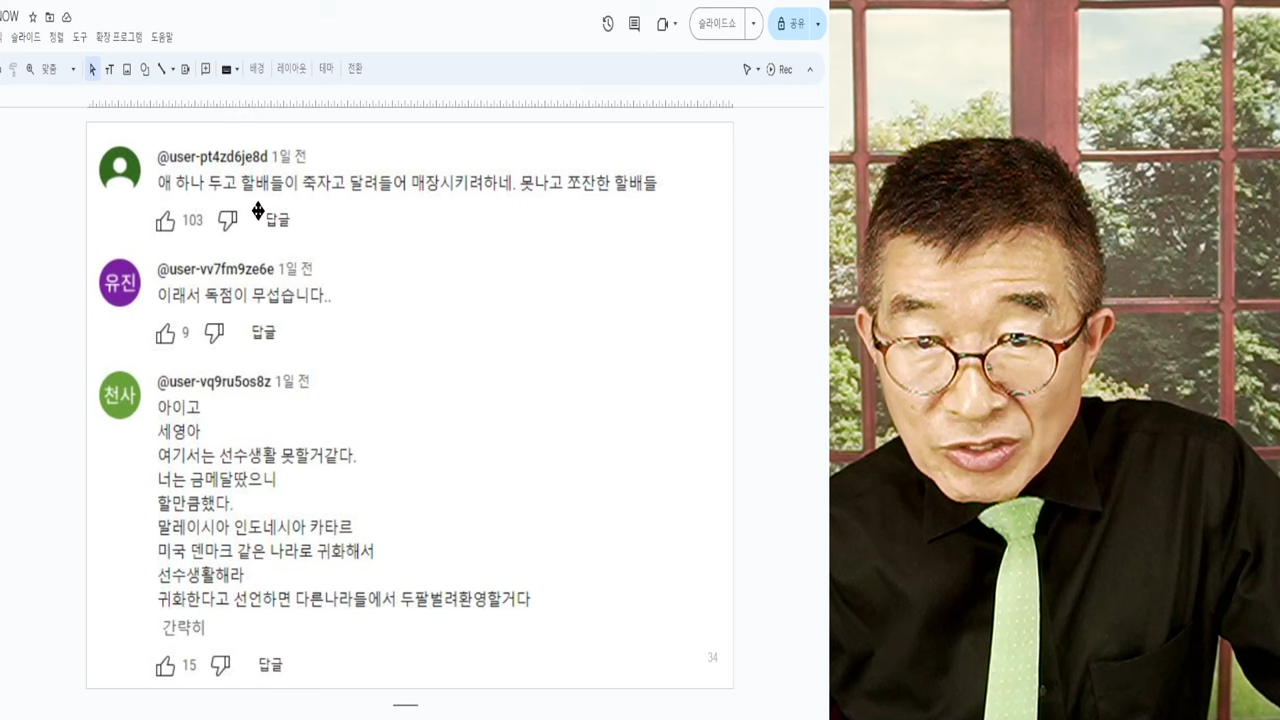 NOW
슬라이드 정렬 도구 확장 프로그램 도움말
슬라이드쇼
공유
맞춤
배경 레이아웃 테마 전환
Rec
@user-pt4zd6je8d 1일 전
애 하나 두고 할배들이 죽자고 달려들어 매장시키려하네. 못나고 쪼잔한 할배들
103 답글
유진
@user-vv7fm9ze6e 1일 전
이래서 독점이 무섭습니다..
9 답글
천사
@user-vq9ru5os8z 1일 전
아이고
세영아
여기서는 선수생활 못할거같다.
너는 금메달땄으니
할만큼했다.
말레이시아 인도네시아 카타르
미국 덴마크 같은 나라로 귀화해서
선수생활해라
귀화한다고 선언하면 다른나라들에서 두팔벌려환영할거다
간략히
15 답글
34